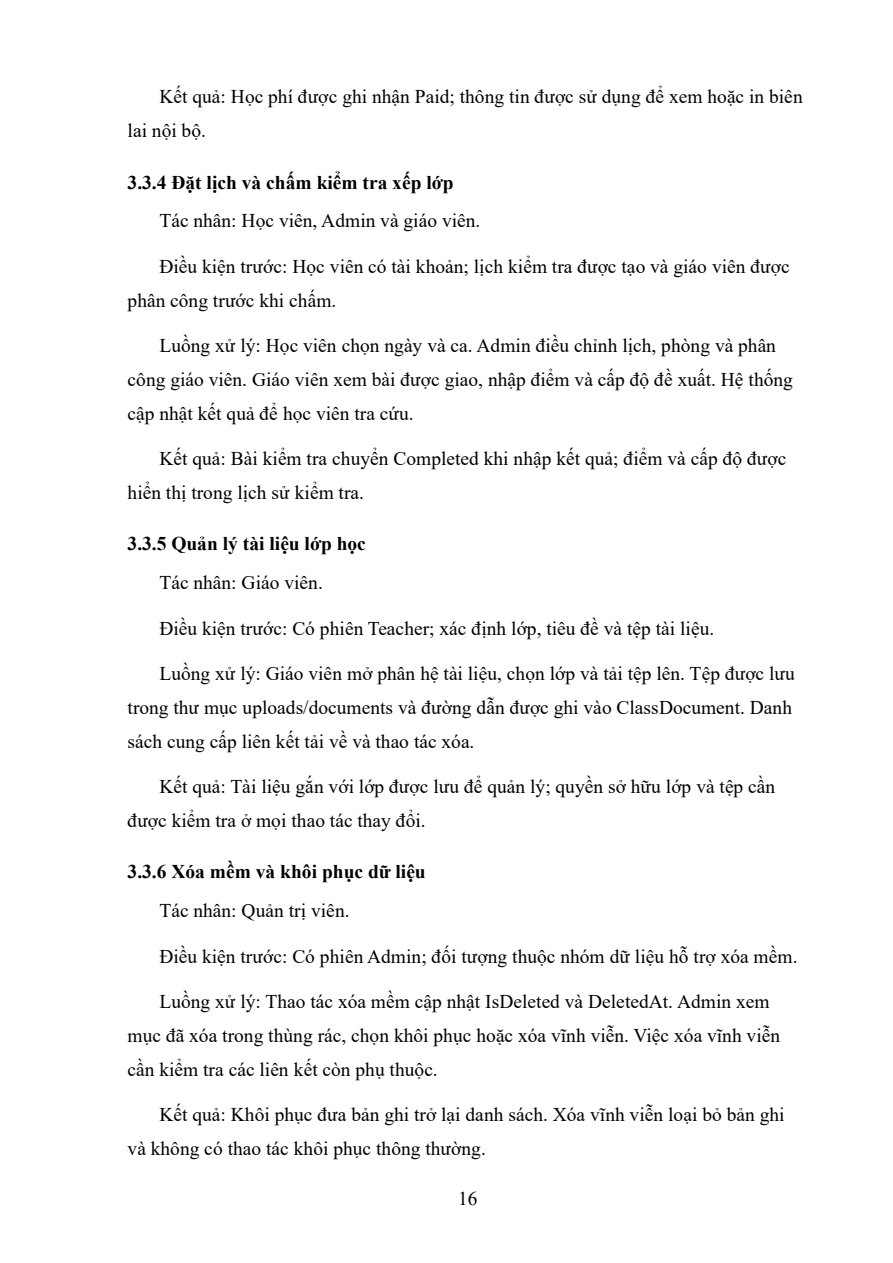 Kết quả: Học phí được ghi nhận Paid; thông tin được sử dụng để xem hoặc in biên
lai nội bộ.
3.3.4 Đặt lịch và chấm kiểm tra xếp lớp
Tác nhân: Học viên, Admin và giáo viên.
Điều kiện trước: Học viên có tài khoản; lịch kiểm tra được tạo và giáo viên được
phân công trước khi chấm.
Luồng xử lý: Học viên chọn ngày và ca. Admin điều chỉnh lịch, phòng và phân
công giáo viên. Giáo viên xem bài được giao, nhập điểm và cấp độ đề xuất. Hệ thống
cập nhật kết quả để học viên tra cứu.
Kết quả: Bài kiểm tra chuyển Completed khi nhập kết quả; điểm và cấp độ được
hiển thị trong lịch sử kiểm tra.
3.3.5 Quản lý tài liệu lớp học
Tác nhân: Giáo viên.
Điều kiện trước: Có phiên Teacher; xác định lớp, tiêu đề và tệp tài liệu.
Luồng xử lý: Giáo viên mở phân hệ tài liệu, chọn lớp và tải tệp lên. Tệp được lưu
trong thư mục uploads/documents và đường dẫn được ghi vào ClassDocument. Danh
sách cung cấp liên kết tải về và thao tác xóa.
Kết quả: Tài liệu gắn với lớp được lưu để quản lý; quyền sở hữu lớp và tệp cần
được kiểm tra ở mọi thao tác thay đổi.
3.3.6 Xóa mềm và khôi phục dữ liệu
Tác nhân: Quản trị viên.
Điều kiện trước: Có phiên Admin; đối tượng thuộc nhóm dữ liệu hỗ trợ xóa mềm.
Luồng xử lý: Thao tác xóa mềm cập nhật IsDeleted và DeletedAt. Admin xem
mục đã xóa trong thùng rác, chọn khôi phục hoặc xóa vĩnh viễn. Việc xóa vĩnh viễn
cần kiểm tra các liên kết còn phụ thuộc.
Kết quả: Khôi phục đưa bản ghi trở lại danh sách. Xóa vĩnh viễn loại bỏ bản ghi
và không có thao tác khôi phục thông thường.
16